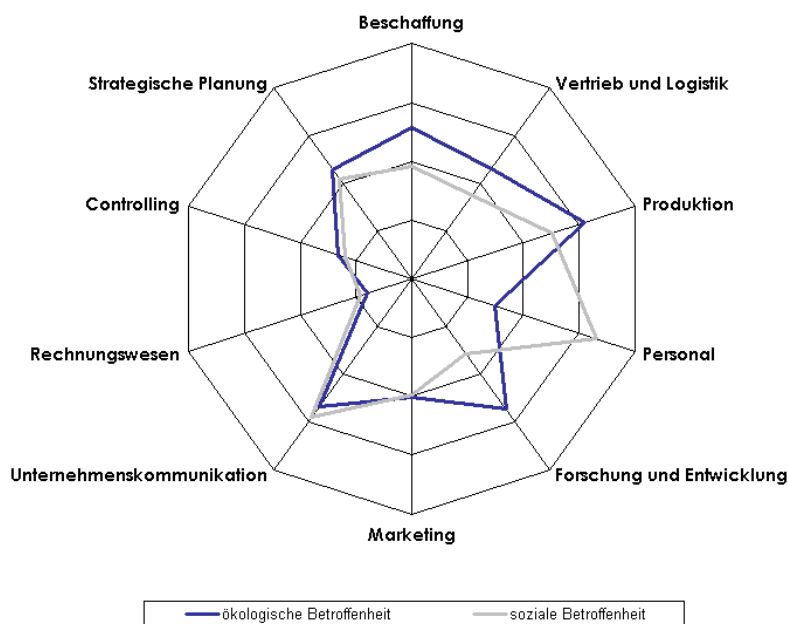 Beschaffung
Strategische Planung
Vertrieb und Logistik
Controlling
Produktion
Rechnungswesen
Personal
Unternehmenskommunikation
Forschung und Entwicklung
Marketing
ökologische Betroffenheit
soziale Betroffenheit